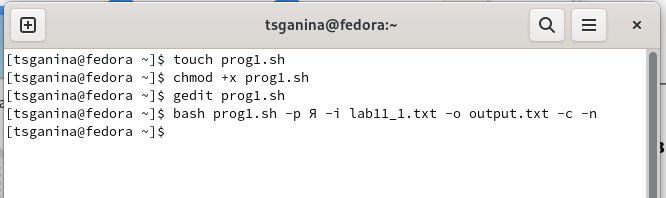 tsganina@fedora:~
[tsganina@fedora ~]$ touch prog1.sh
[tsganina@fedora ~]$ chmod +x prog1.sh
[tsganina@fedora ~]$ gedit prog1.sh
[tsganina@fedora ~]$ bash prog1.sh -p Я -i lab11_1.txt -o output.txt -c -n
[tsganina@fedora ~]$